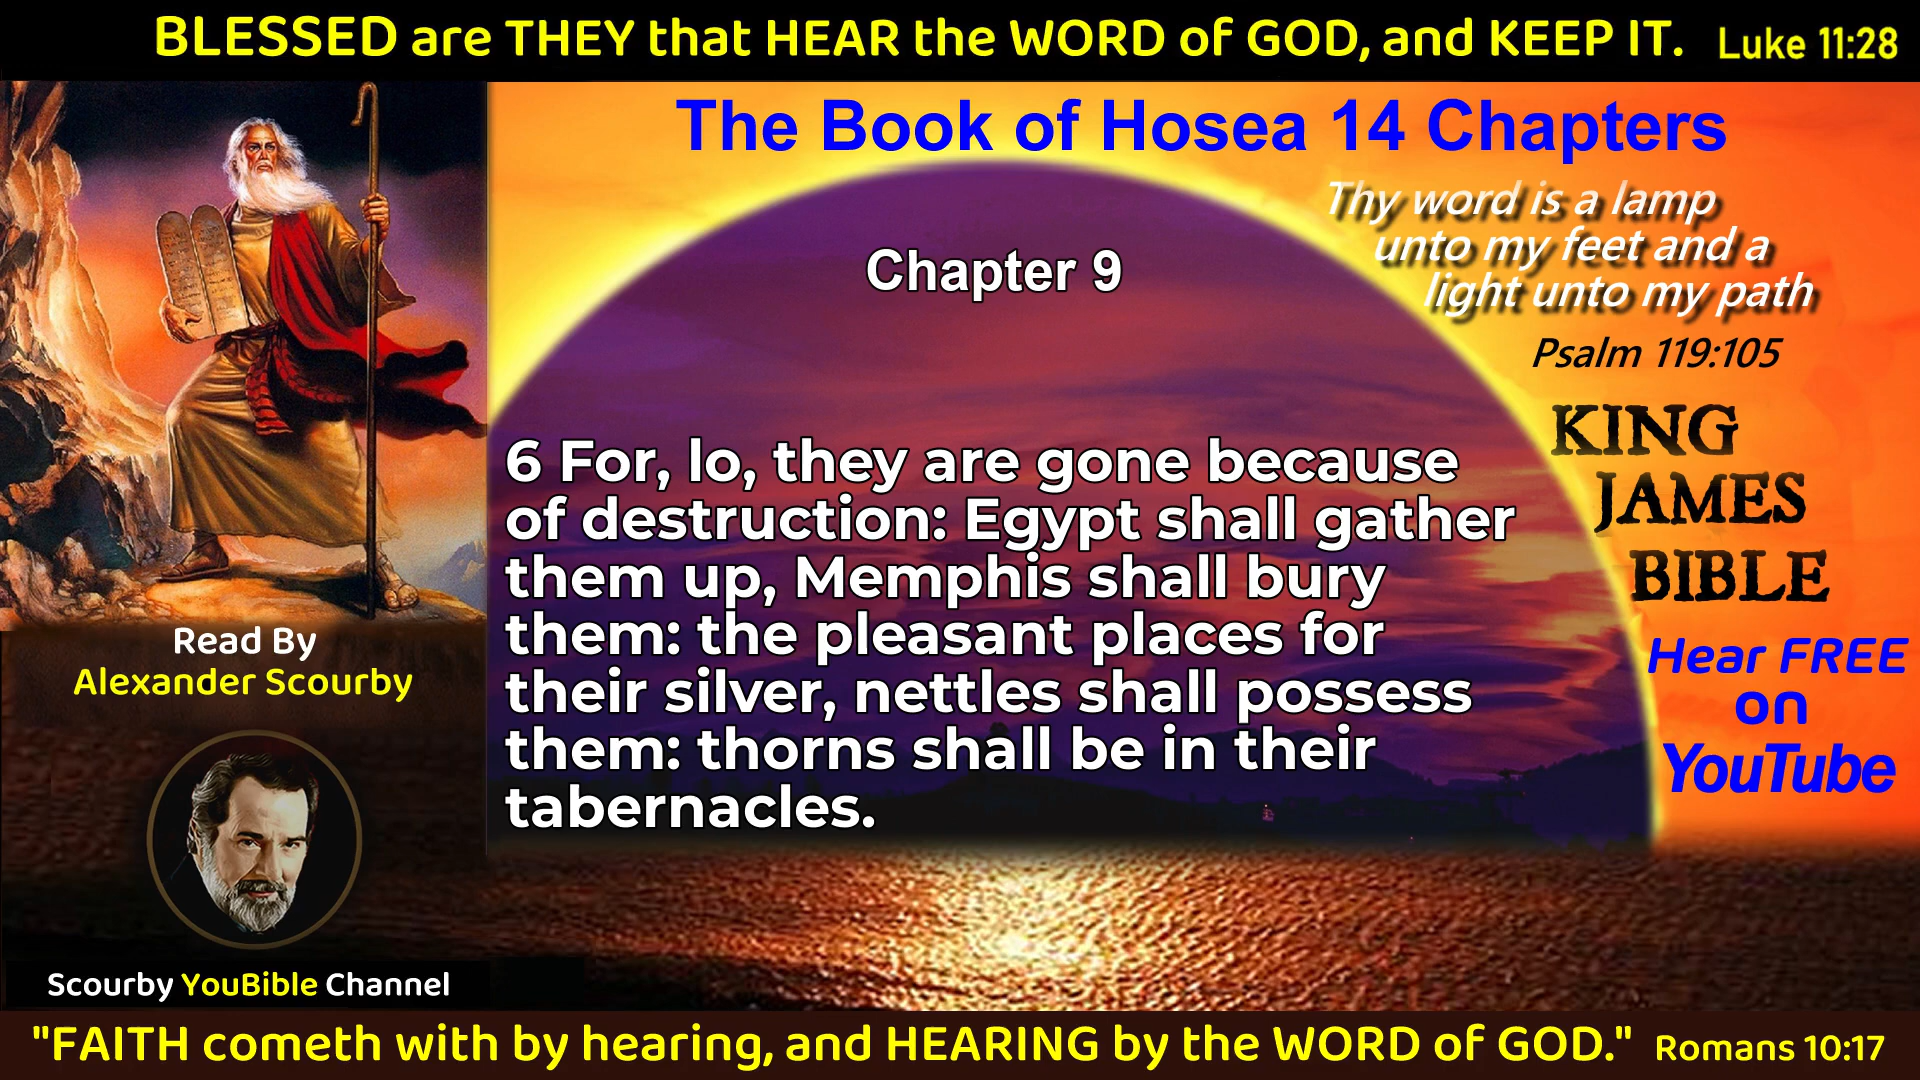 BLESSED are THEY that HEAR the WORD of GOD, and KEEP IT. Luke 11:28
The Book of Hosea 14 Chapters
Thy word is a lamp
unto my feet and a
light unto my path
Psalm 119:105
Chapter 9
KING
JAMES
BIBLE
6 For, lo, they are gone because
of destruction: Egypt shall gather
them up, Memphis shall bury
them: the pleasant places for
their silver, nettles shall possess
them: thorns shall be in their
tabernacles.
Hear FREE
on
YouTube
Read By
Alexander Scourby
Scourby YouBible Channel
"FAITH cometh with by hearing, and HEARING by the WORD of GOD." Romans 10:17